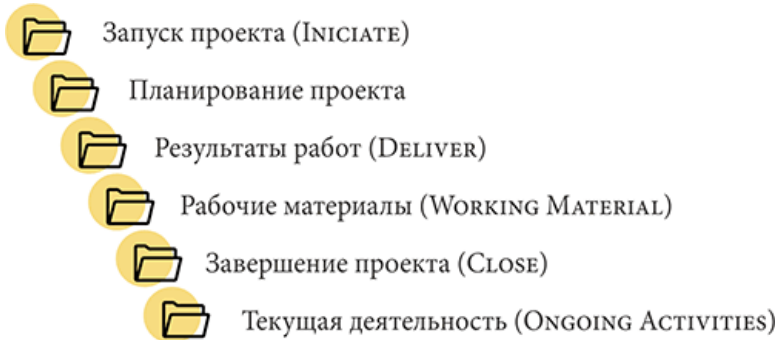 Запуск проекта (Iniciate)
Планирование проекта
Результаты работ (Deliver)
Рабочие материалы (Working Material)
Завершение проекта (Close)
Текущая деятельность (Ongoing Activities)